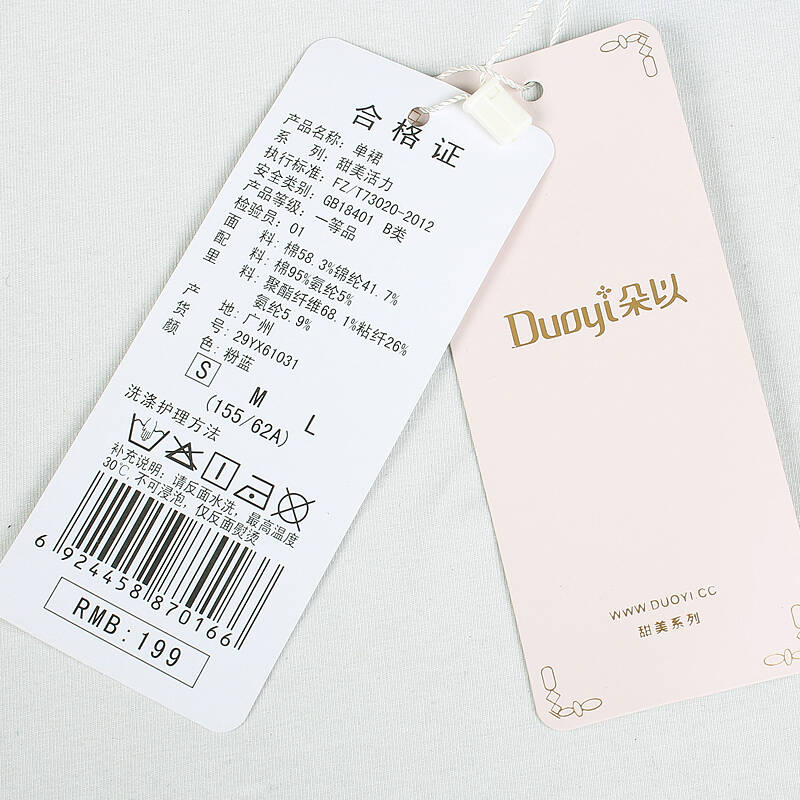 合格证
产品名称: 单裙
系 列: 甜美活力
执行标准: FZ/T73020-2012
安全类别: GB18401 B类
产品等级: 一等品
检验员: 01
面 料: 棉58.3%锦纶41.7%
配 料: 棉95%氨纶5%
里 料: 聚酯纤维68.1%粘纤26%
氨纶5.9%
产 地: 广州
货 号: 29YX61031
颜 色: 粉蓝
S M L
(155/62A)
洗涤护理方法
补充说明: 请反面水洗, 最高温度
30℃, 不可浸泡, 仅反面熨烫
6 924458 870166
RMB: 199
Duoyi朵以
WWW.DUOYI.CC
甜美系列